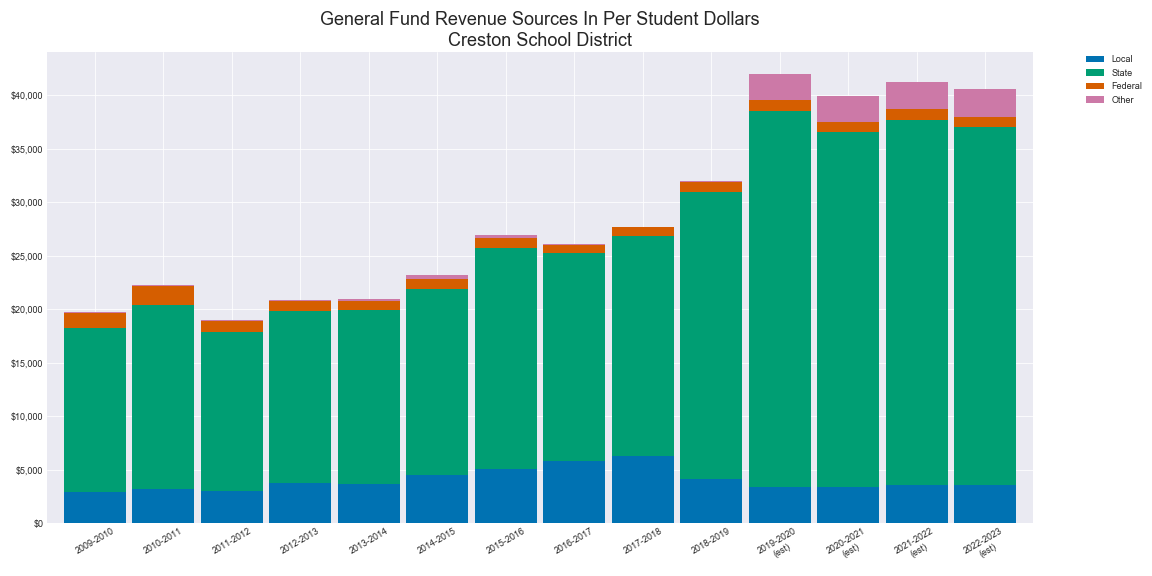 General Fund Revenue Sources In Per Student Dollars
Creston School District
Local
State
Federal
Other
$40,000
$35,000
$30,000
$25,000
$20,000
$15,000
$10,000
$5,000
$0
2009-2010
2010-2011
2011-2012
2012-2013
2013-2014
2014-2015
2015-2016
2016-2017
2017-2018
2018-2019
2019-2020
(est)
2020-2021
(est)
2021-2022
(est)
2022-2023
(est)